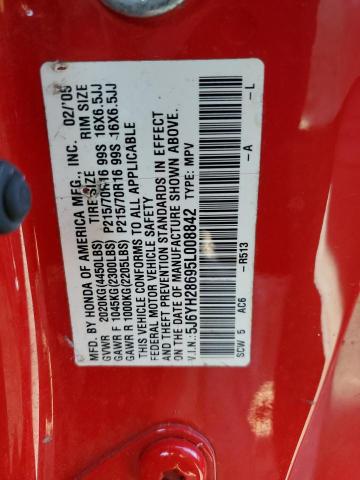 MFD. BY HONDA OF AMERICA MFG., INC. 02/'05
TIRE SIZE RIM SIZE
GVWR 2020KG(4450LBS) P215/70R16 99S 16X6.5JJ
GAWR F 1045KG(2305LBS) P215/70R16 99S 16X6.5JJ
GAWR R 1000KG(2205LBS)
THIS VEHICLE CONFORMS TO ALL APPLICABLE
FEDERAL MOTOR VEHICLE SAFETY
AND THEFT PREVENTION STANDARDS IN EFFECT
ON THE DATE OF MANUFACTURE SHOWN ABOVE.
V.I.N.:5J6YH28695L008842 TYPE: MPV
SCW 5 AC6 -R513 -A -L